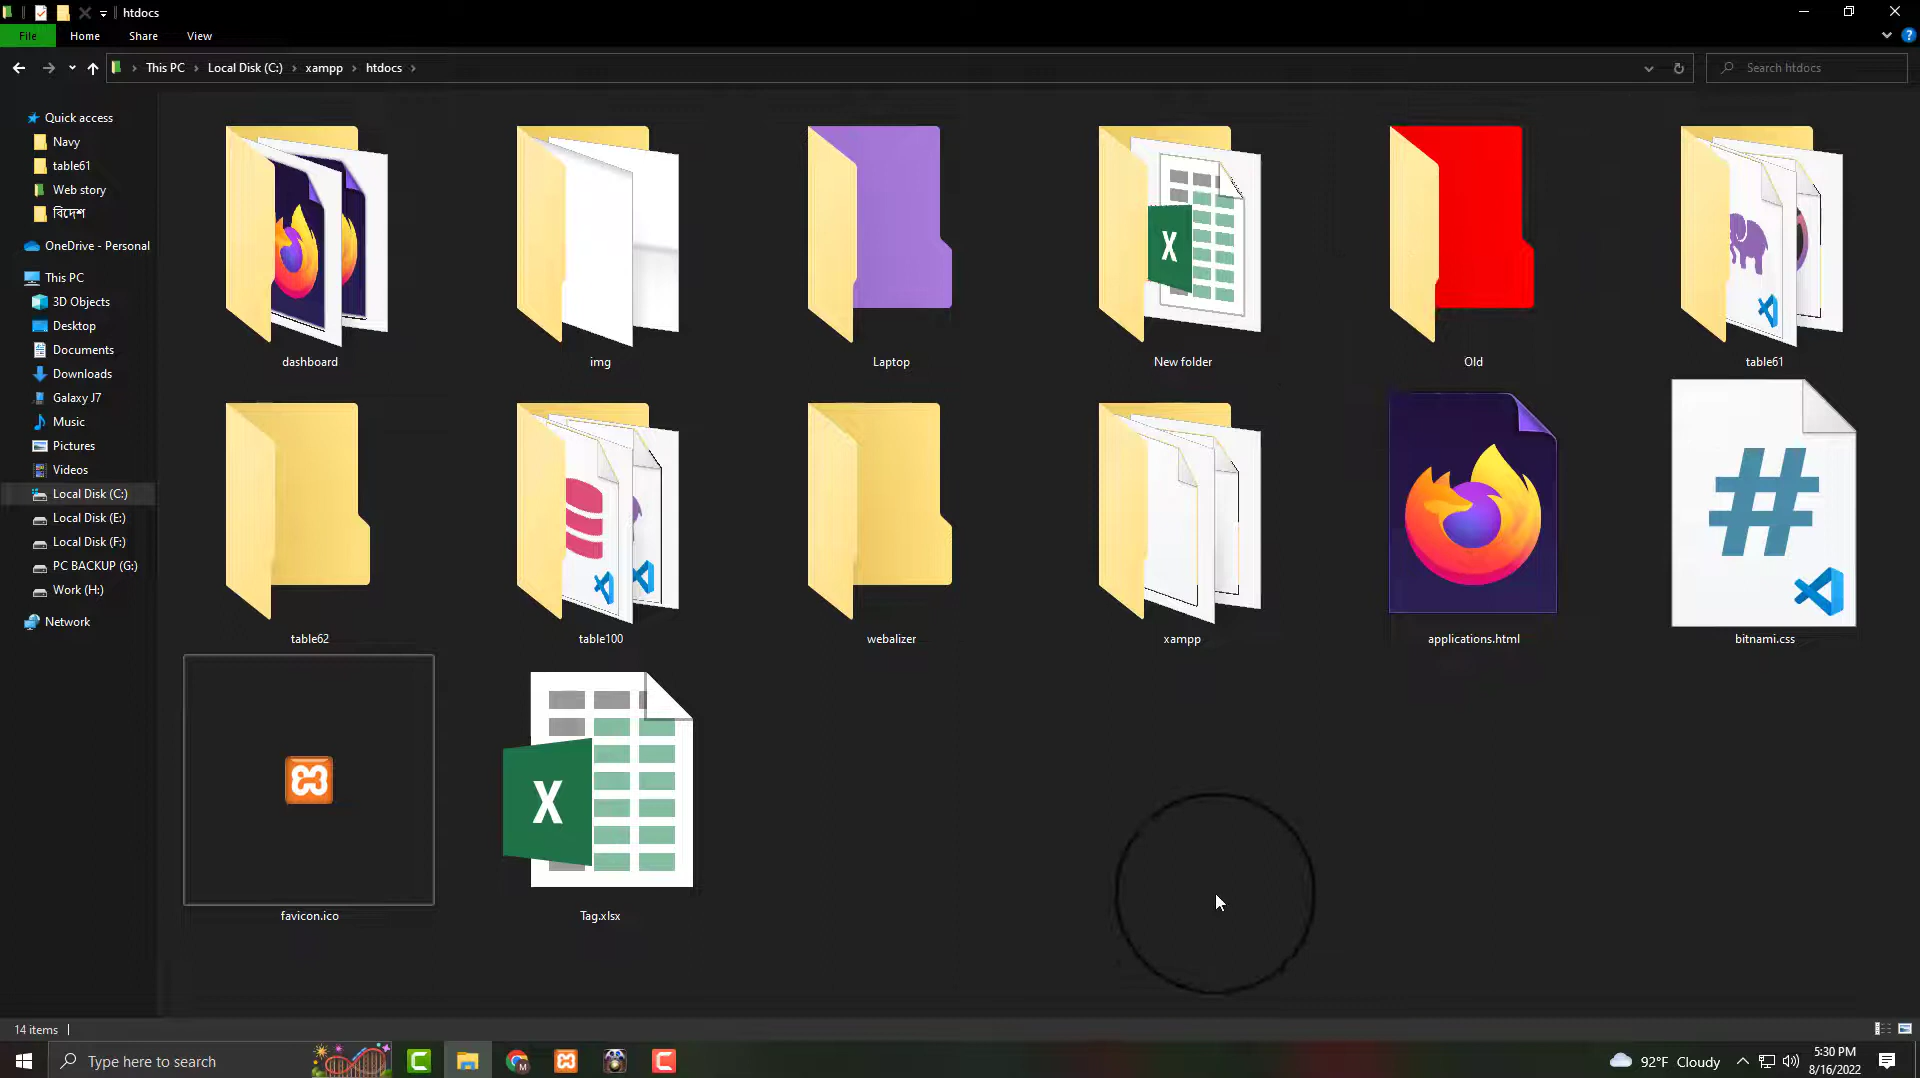 htdocs
File Home Share View
This PC Local Disk (C:) xampp htdocs
Search htdocs
Quick access
Navy
table61
Web story
বিদেশ
OneDrive - Personal
This PC
3D Objects
Desktop
Documents
Downloads
Galaxy J7
Music
Pictures
Videos
Local Disk (C:)
Local Disk (E:)
Local Disk (F:)
PC BACKUP (G:)
Work (H:)
Network
dashboard img Laptop New folder Old table61
table62 table100 webalizer xampp applications.html bitnami.css
favicon.ico Tag.xlsx
14 items
Type here to search
92°F Cloudy
5:30 PM
8/16/2022